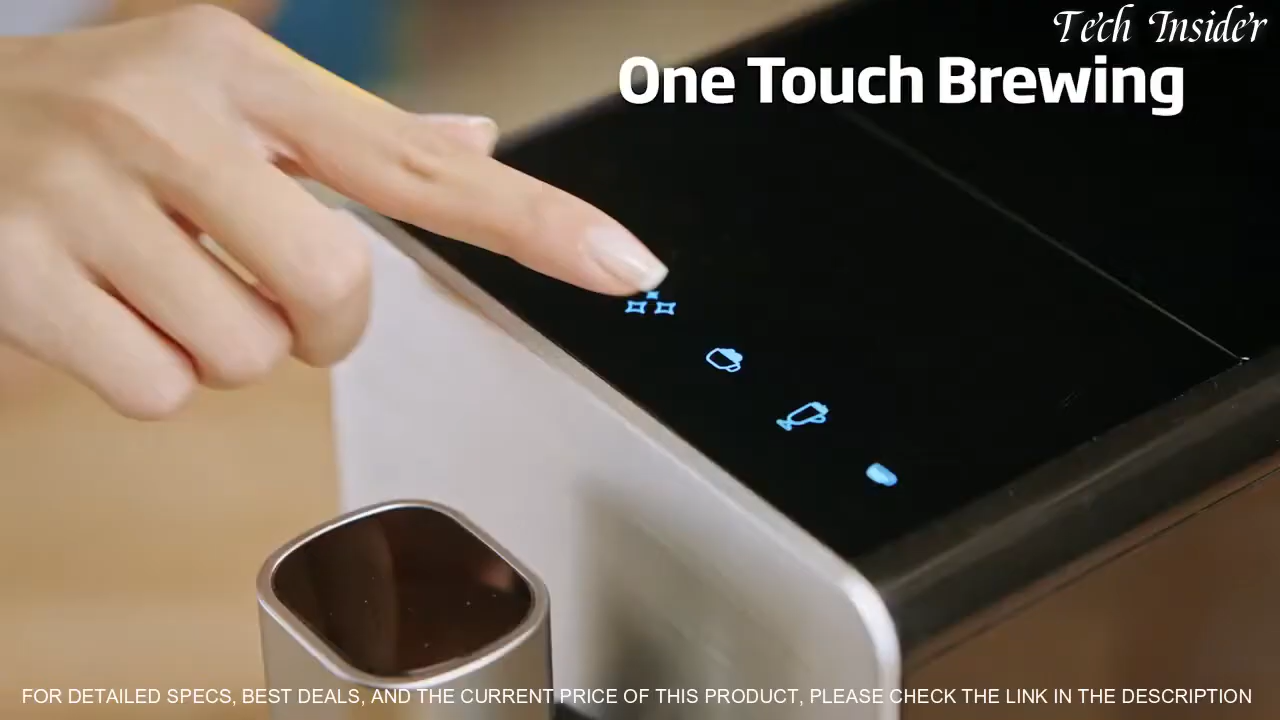 Tech Insider
One Touch Brewing
FOR DETAILED SPECS, BEST DEALS, AND THE CURRENT PRICE OF THIS PRODUCT, PLEASE CHECK THE LINK IN THE DESCRIPTION